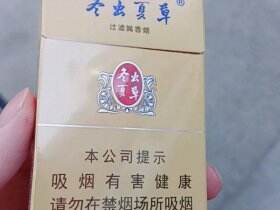 冬虫夏草®
过滤嘴香烟
冬虫
夏草
本公司提示
吸烟有害健康
请勿在禁烟场所吸烟